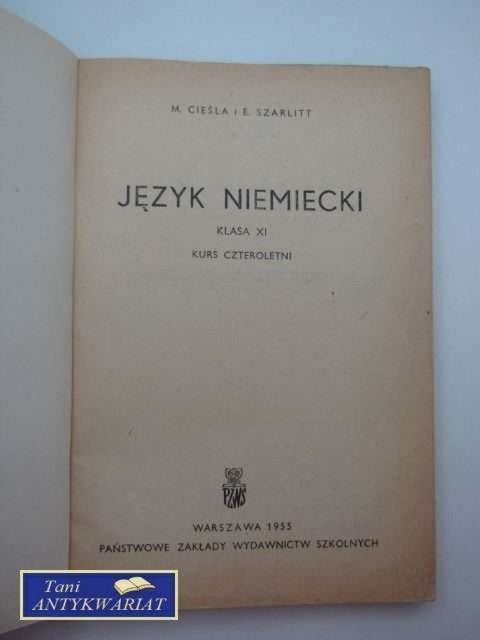 M. CIEŚLA i E. SZARLITT
JĘZYK NIEMIECKI
KLASA XI
KURS CZTEROLETNI
PZWS
WARSZAWA 1955
PAŃSTWOWE ZAKŁADY WYDAWNICTW SZKOLNYCH
Tani
ANTYKWARIAT